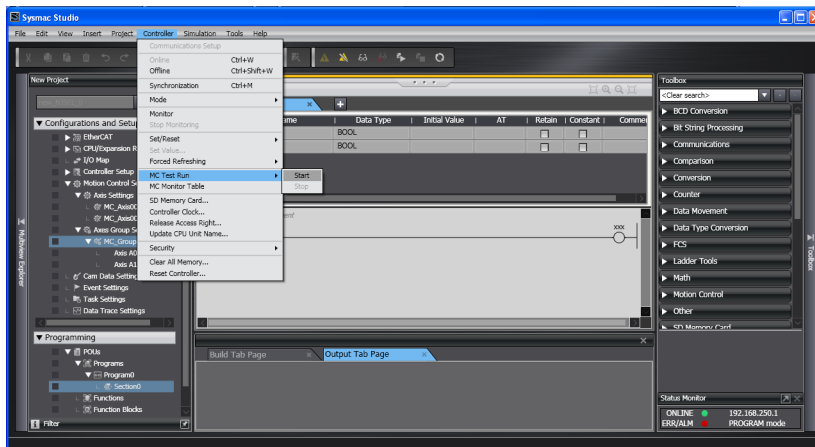 Sysmac Studio
File Edit View Insert Project Controller Simulation Tools Help
Communications Setup
Online Ctrl+W
Offline Ctrl+Shift+W
Synchronization Ctrl+M
Mode
Monitor
Stop Monitoring
Set/Reset
Set Value...
Forced Refreshing
MC Test Run
Start
Stop
MC Monitor Table
SD Memory Card...
Controller Clock...
Release Access Right...
Update CPU Unit Name...
Security
Clear All Memory...
Reset Controller...
New Project
Configurations and Setu
EtherCAT
CPU/Expansion R
I/O Map
Controller Setup
Motion Control S
Axis Settings
MC_Axis0
MC_Axis0
Axes Group S
MC_Group
Axis A0
Axis A1
Cam Data Setting
Event Settings
Task Settings
Data Trace Settings
Programming
POUs
Programs
Program0
Section0
Functions
Function Blocks
Filter
Multiview Explorer
Data Type Initial Value AT Retain Constant Comme
BOOL
BOOL
xxx
Build Tab Page Output Tab Page
Toolbox
<Clear search>
BCD Conversion
Bit String Processing
Communications
Comparison
Conversion
Counter
Data Movement
Data Type Conversion
FCS
Ladder Tools
Math
Motion Control
Other
SD Memory Card
Toolbox
Status Monitor
ONLINE 192.168.250.1
ERR/ALM PROGRAM mode